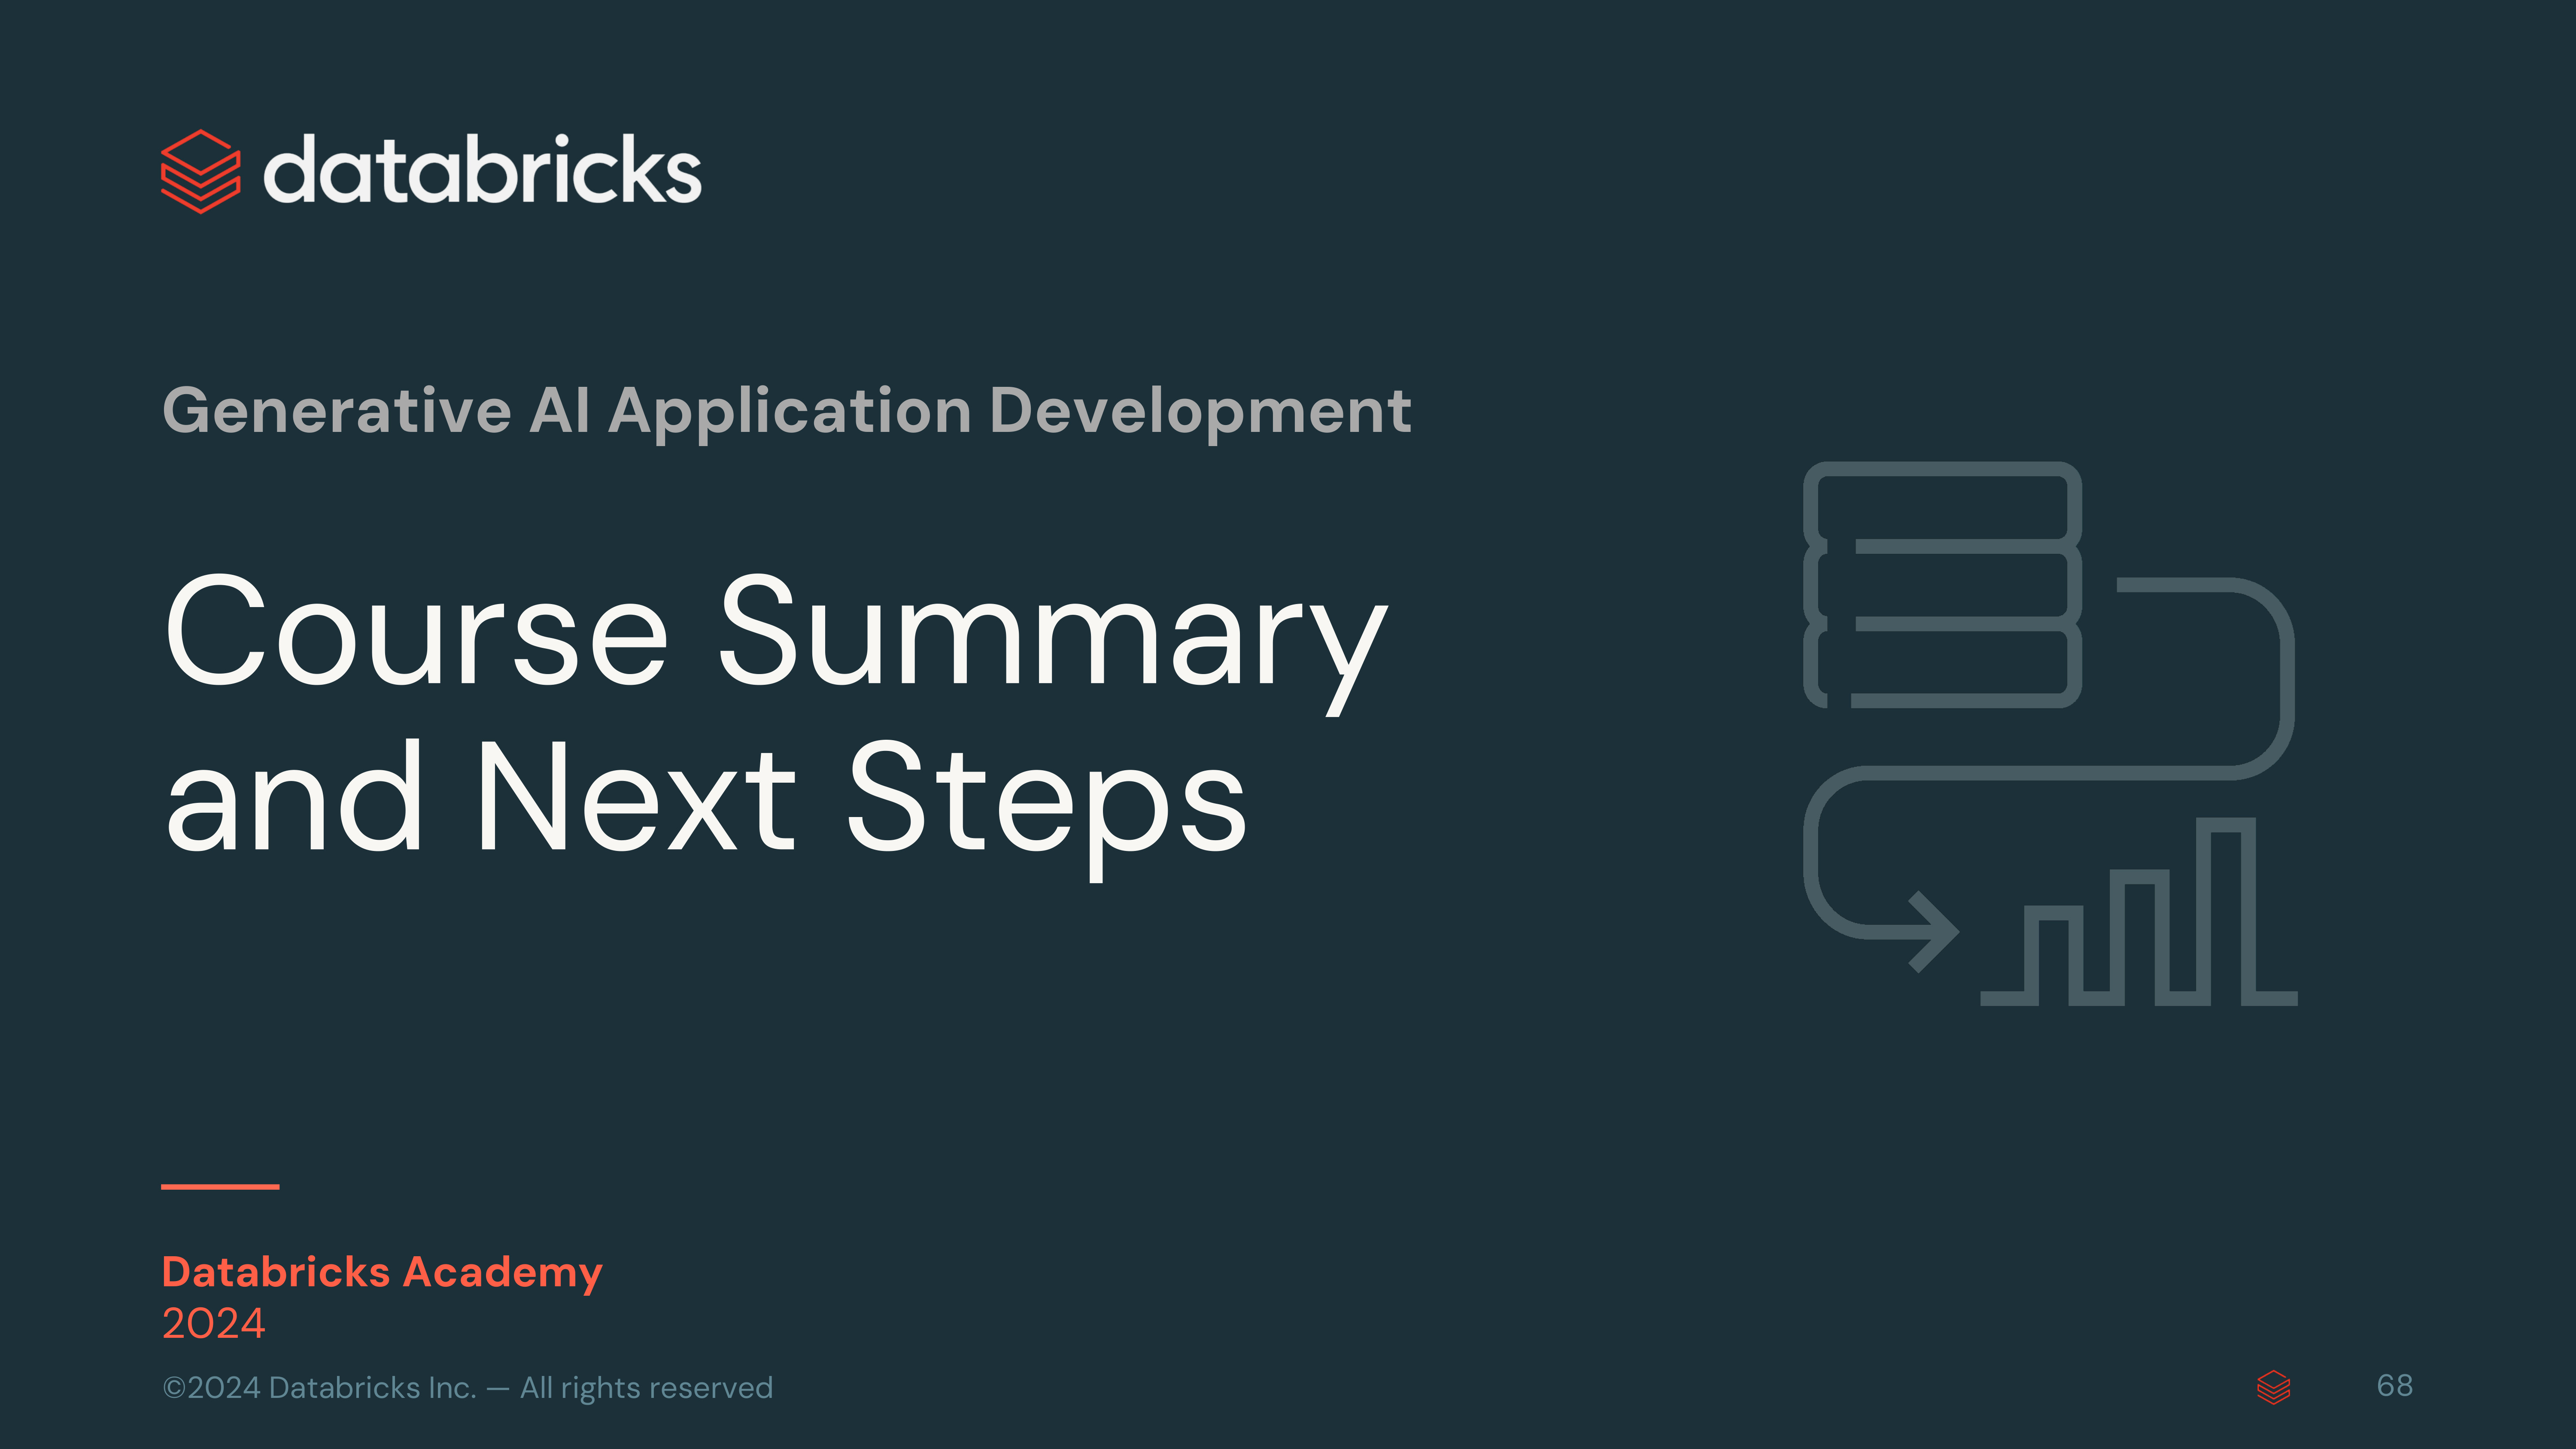 databricks
Generative AI Application Development
Course Summary
and Next Steps
Databricks Academy
2024
©2024 Databricks Inc. — All rights reserved
68